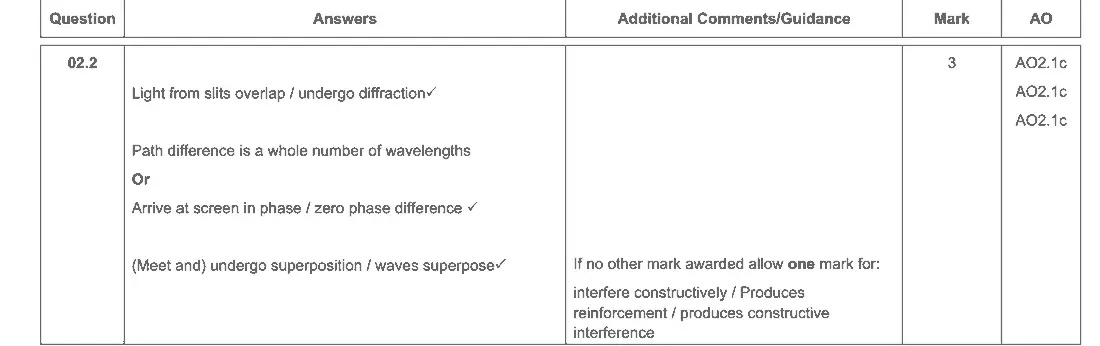 Question Answers Additional Comments/Guidance Mark AO
02.2 3 AO2.1c
Light from slits overlap / undergo diffraction✓ AO2.1c
AO2.1c
Path difference is a whole number of wavelengths
Or
Arrive at screen in phase / zero phase difference ✓
(Meet and) undergo superposition / waves superpose✓ If no other mark awarded allow one mark for:
interfere constructively / Produces
reinforcement / produces constructive
interference